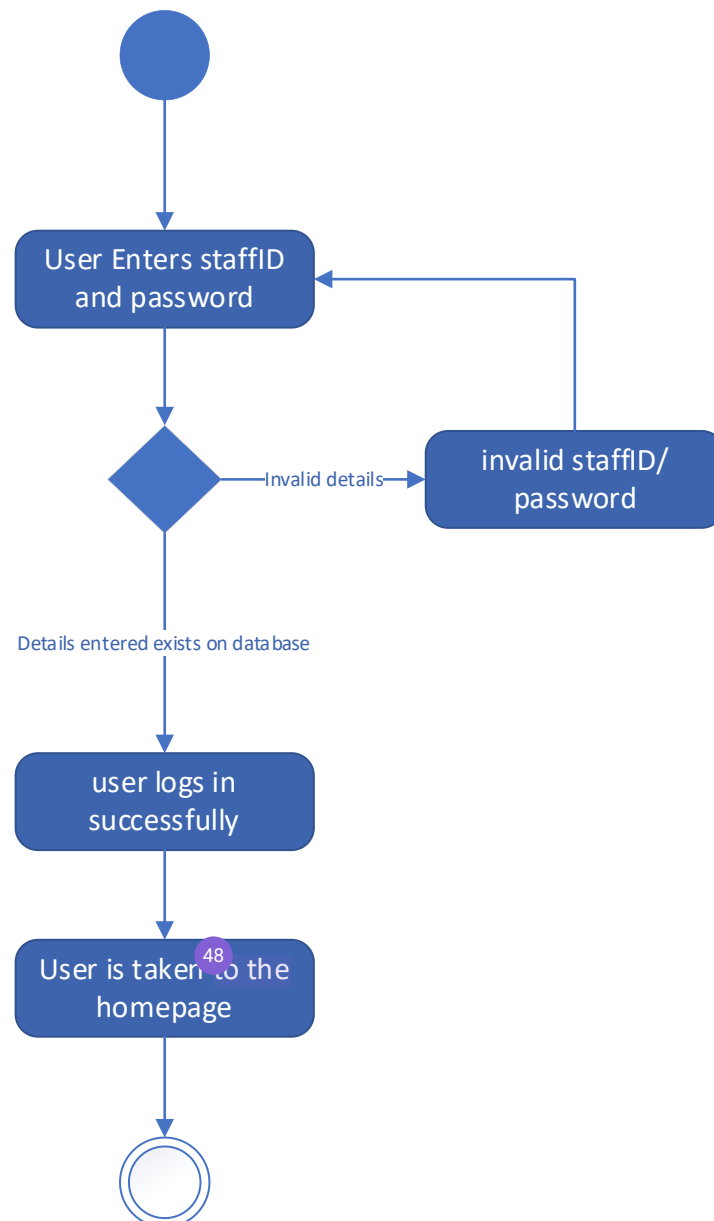 User Enters staffID
and password
Invalid details
invalid staffID/
password
Details entered exists on database
user logs in
successfully
48
User is taken to the
homepage